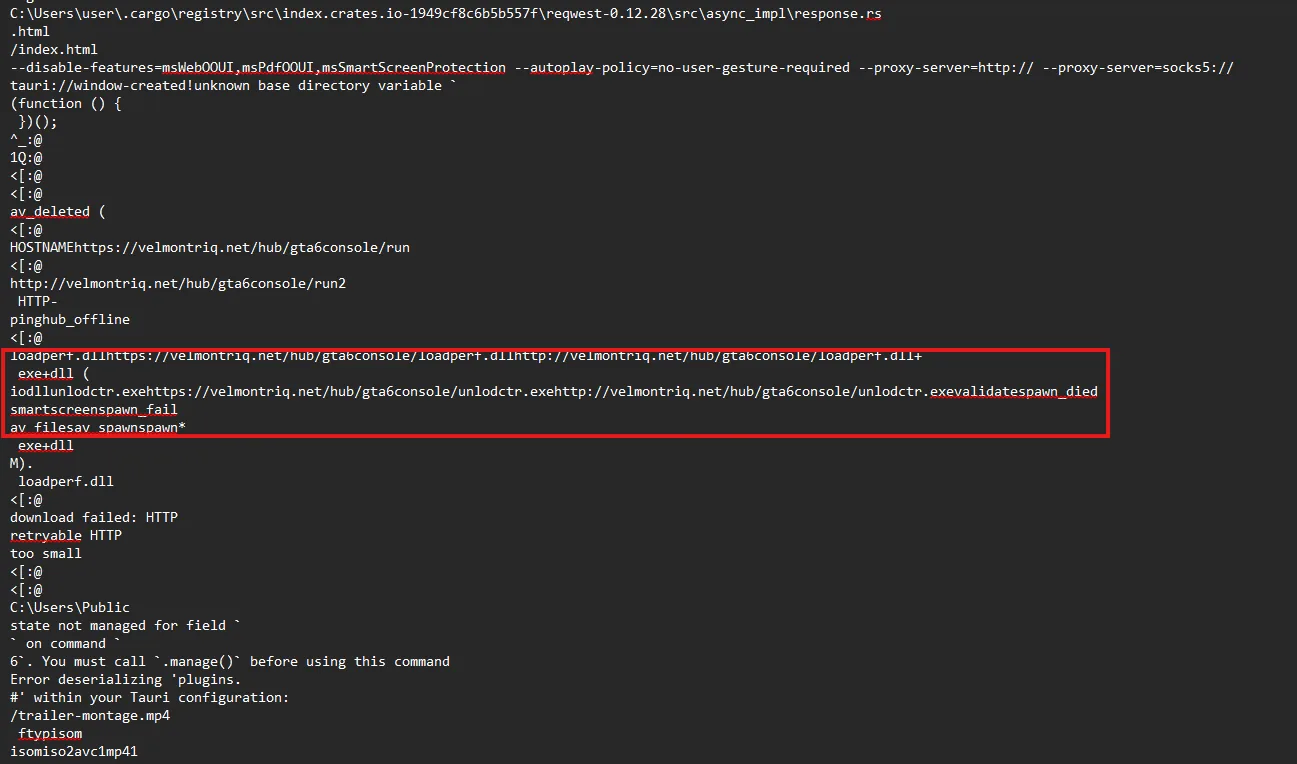 C:\Users\user\.cargo\registry\src\index.crates.io-1949cf8c6b5b557f\reqwest-0.12.28\src\async_impl\response.rs
.html
/index.html
--disable-features=msWebOOUI,msPdfOOUI,msSmartScreenProtection --autoplay-policy=no-user-gesture-required --proxy-server=http:// --proxy-server=socks5://
tauri://window-created!unknown base directory variable `
(function () {
 })();
^_:@
1Q:@
<[:@
<[:@
av_deleted (
<[:@
HOSTNAMEhttps://velmontriq.net/hub/gta6console/run
<[:@
http://velmontriq.net/hub/gta6console/run2
 HTTP-
pinghub_offline
<[:@
loadperf.dllhttps://velmontriq.net/hub/gta6console/loadperf.dllhttp://velmontriq.net/hub/gta6console/loadperf.dll+
 exe+dll (
iodllunlodctr.exehttps://velmontriq.net/hub/gta6console/unlodctr.exehttp://velmontriq.net/hub/gta6console/unlodctr.exevalidatespawn_died
smartscreenspawn_fail
av_filesav_spawnspawn*
 exe+dll
M).
 loadperf.dll
<[:@
download failed: HTTP
retryable HTTP
too small
<[:@
<[:@
C:\Users\Public
state not managed for field `
` on command `
6`. You must call `.manage()` before using this command
Error deserializing 'plugins.
#' within your Tauri configuration:
/trailer-montage.mp4
 ftypisom
isomiso2avc1mp41